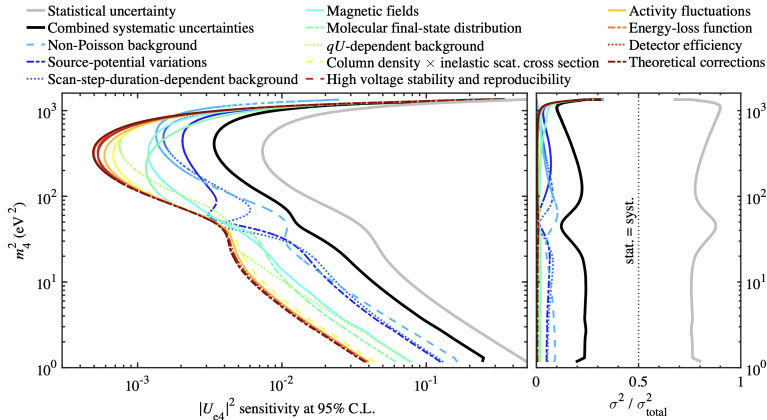 Statistical uncertainty
Combined systematic uncertainties
Non-Poisson background
Source-potential variations
Scan-step-duration-dependent background
Magnetic fields
Molecular final-state distribution
qU-dependent background
Column density × inelastic scat. cross section
High voltage stability and reproducibility
Activity fluctuations
Energy-loss function
Detector efficiency
Theoretical corrections
10³
10²
10¹
10⁰
m₄² (eV²)
10⁻³
10⁻²
10⁻¹
|U_e4|² sensitivity at 95% C.L.
stat. = syst.
10³
10²
10¹
10⁰
0
0.5
1
σ² / σ²_total